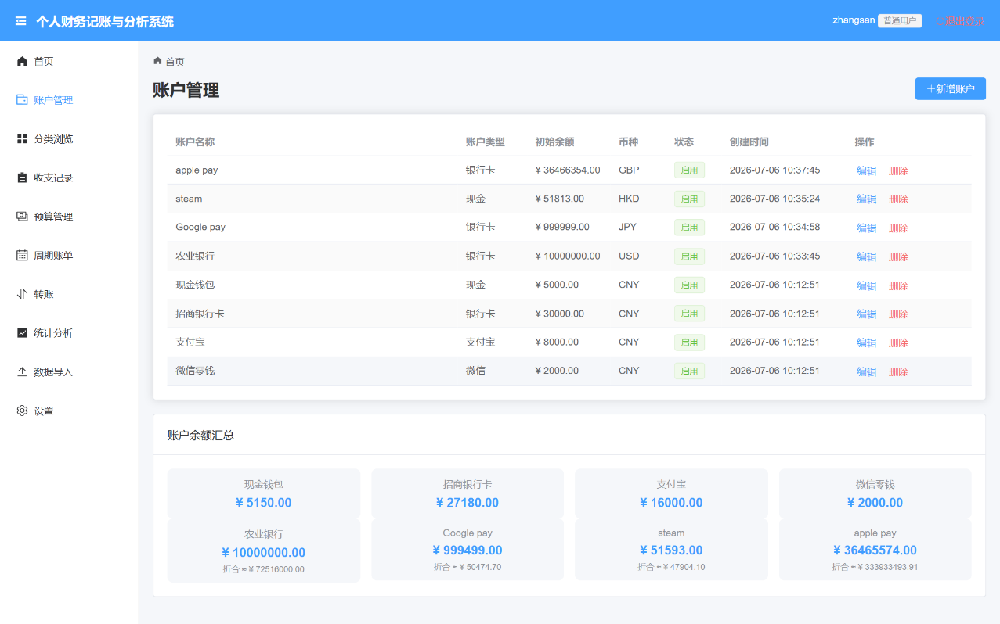 个人财务记账与分析系统
zhangsan 普通用户 退出登录
首页
账户管理
分类浏览
收支记录
预算管理
周期账单
转账
统计分析
数据导入
设置
首页
账户管理
+新增账户
账户名称 账户类型 初始余额 币种 状态 创建时间 操作
apple pay 银行卡 ¥ 36466354.00 GBP 启用 2026-07-06 10:37:45 编辑 删除
steam 现金 ¥ 51813.00 HKD 启用 2026-07-06 10:35:24 编辑 删除
Google pay 银行卡 ¥ 999999.00 JPY 启用 2026-07-06 10:34:58 编辑 删除
农业银行 银行卡 ¥ 10000000.00 USD 启用 2026-07-06 10:33:45 编辑 删除
现金钱包 现金 ¥ 5000.00 CNY 启用 2026-07-06 10:12:51 编辑 删除
招商银行卡 银行卡 ¥ 30000.00 CNY 启用 2026-07-06 10:12:51 编辑 删除
支付宝 支付宝 ¥ 8000.00 CNY 启用 2026-07-06 10:12:51 编辑 删除
微信零钱 微信 ¥ 2000.00 CNY 启用 2026-07-06 10:12:51 编辑 删除
账户余额汇总
现金钱包 招商银行卡 支付宝 微信零钱
¥ 5150.00 ¥ 27180.00 ¥ 16000.00 ¥ 2000.00
农业银行 Google pay steam apple pay
¥ 10000000.00 ¥ 999499.00 ¥ 51593.00 ¥ 36465574.00
折合 ≈ ¥ 72516000.00 折合 ≈ ¥ 50474.70 折合 ≈ ¥ 47904.10 折合 ≈ ¥ 333933493.91